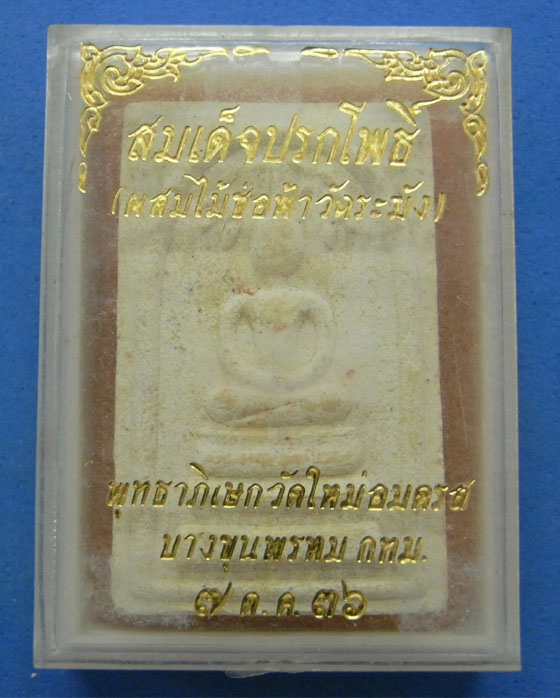 สมเด็จปรกโพธิ์
(ผสมไม้ช่อฟ้าวัดระฆัง)
พุทธาภิเษกวัดใหม่อมตรส
บางขุนพรหม กทม.
๗ ต.ค. ๓๖